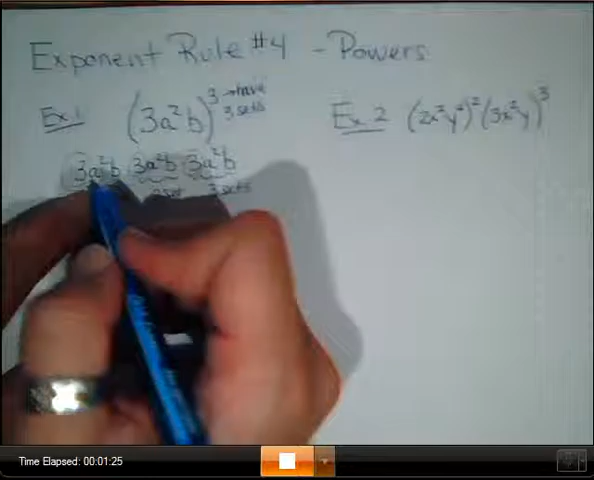 Exponent Rule #4 - Powers
Ex 1 (3a²b)³ → have
3 sets
Ex. 2 (2x²y⁴)² (3x²y)³
3a²b 3a²b 3a²b
3 sets
Time Elapsed: 00:01:25